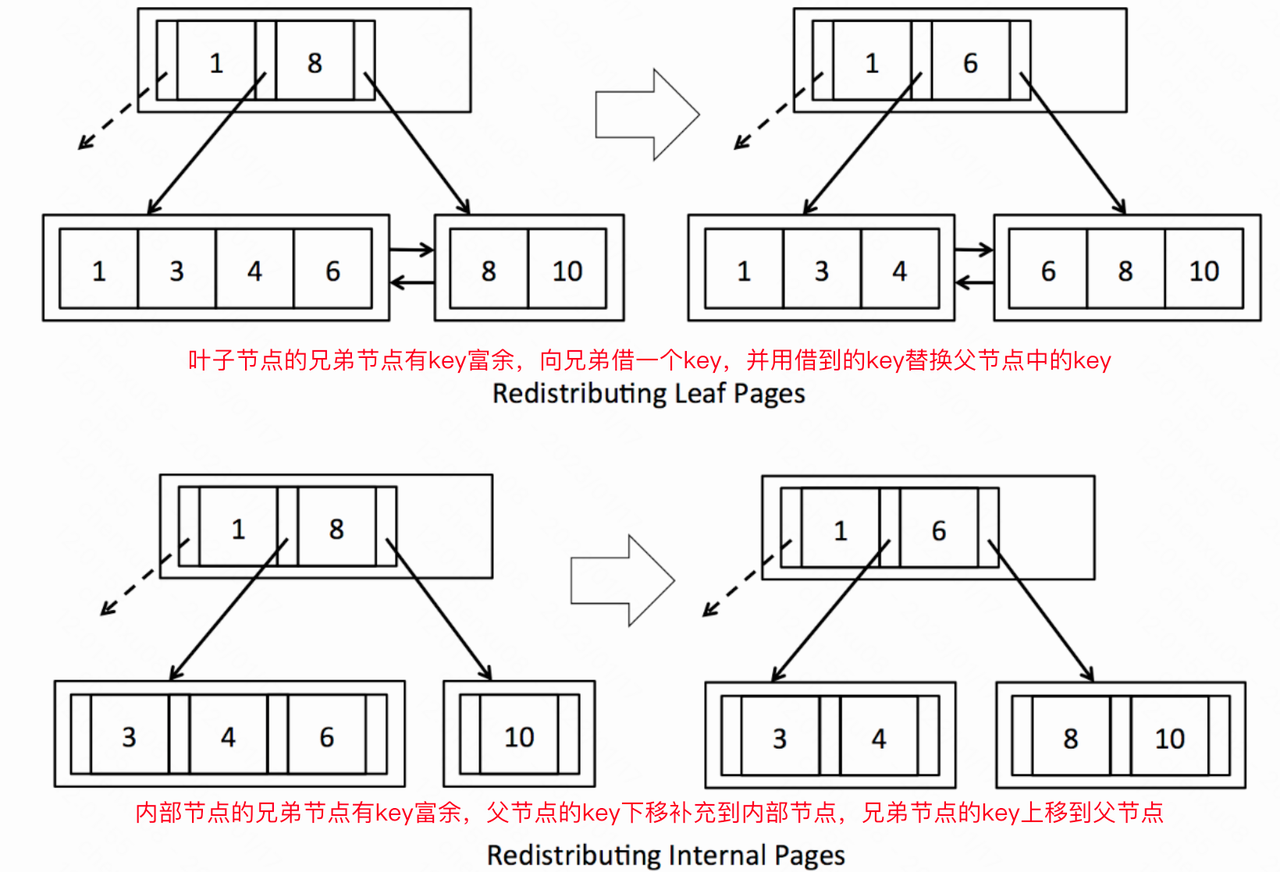 1 8 1 6
1 3 4 6 8 10 1 3 4 6 8 10
叶子节点的兄弟节点有key富余，向兄弟借一个key，并用借到的key替换父节点中的key
Redistributing Leaf Pages
1 8 1 6
3 4 6 10 3 4 8 10
内部节点的兄弟节点有key富余，父节点的key下移补充到内部节点，兄弟节点的key上移到父节点
Redistributing Internal Pages